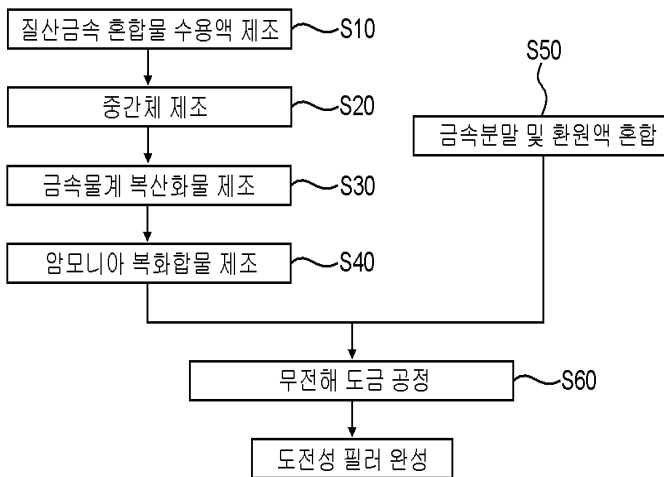 질산금속 혼합물 수용액 제조
S10
S50
중간체 제조
S20
금속분말 및 환원액 혼합
금속물계 복산화물 제조
S30
암모니아 복화합물 제조
S40
무전해 도금 공정
S60
도전성 필러 완성